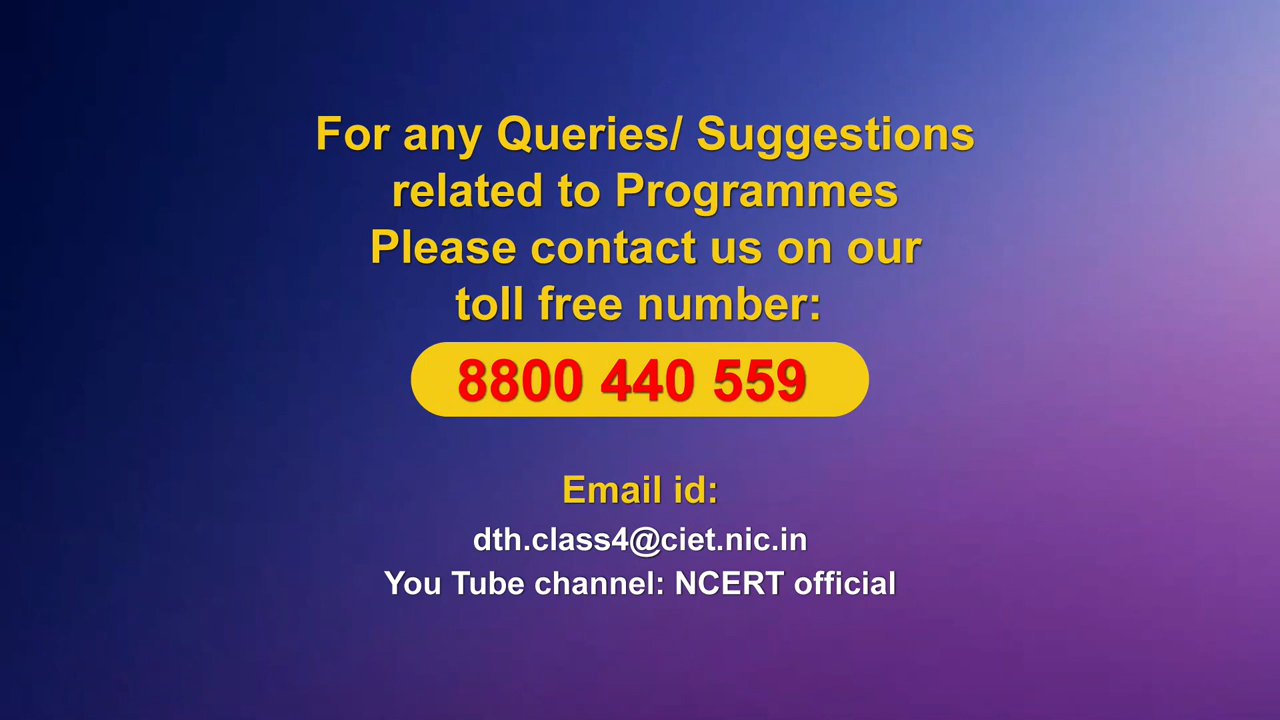 For any Queries/ Suggestions
related to Programmes
Please contact us on our
toll free number:
8800 440 559
Email id:
dth.class4@ciet.nic.in
You Tube channel: NCERT official